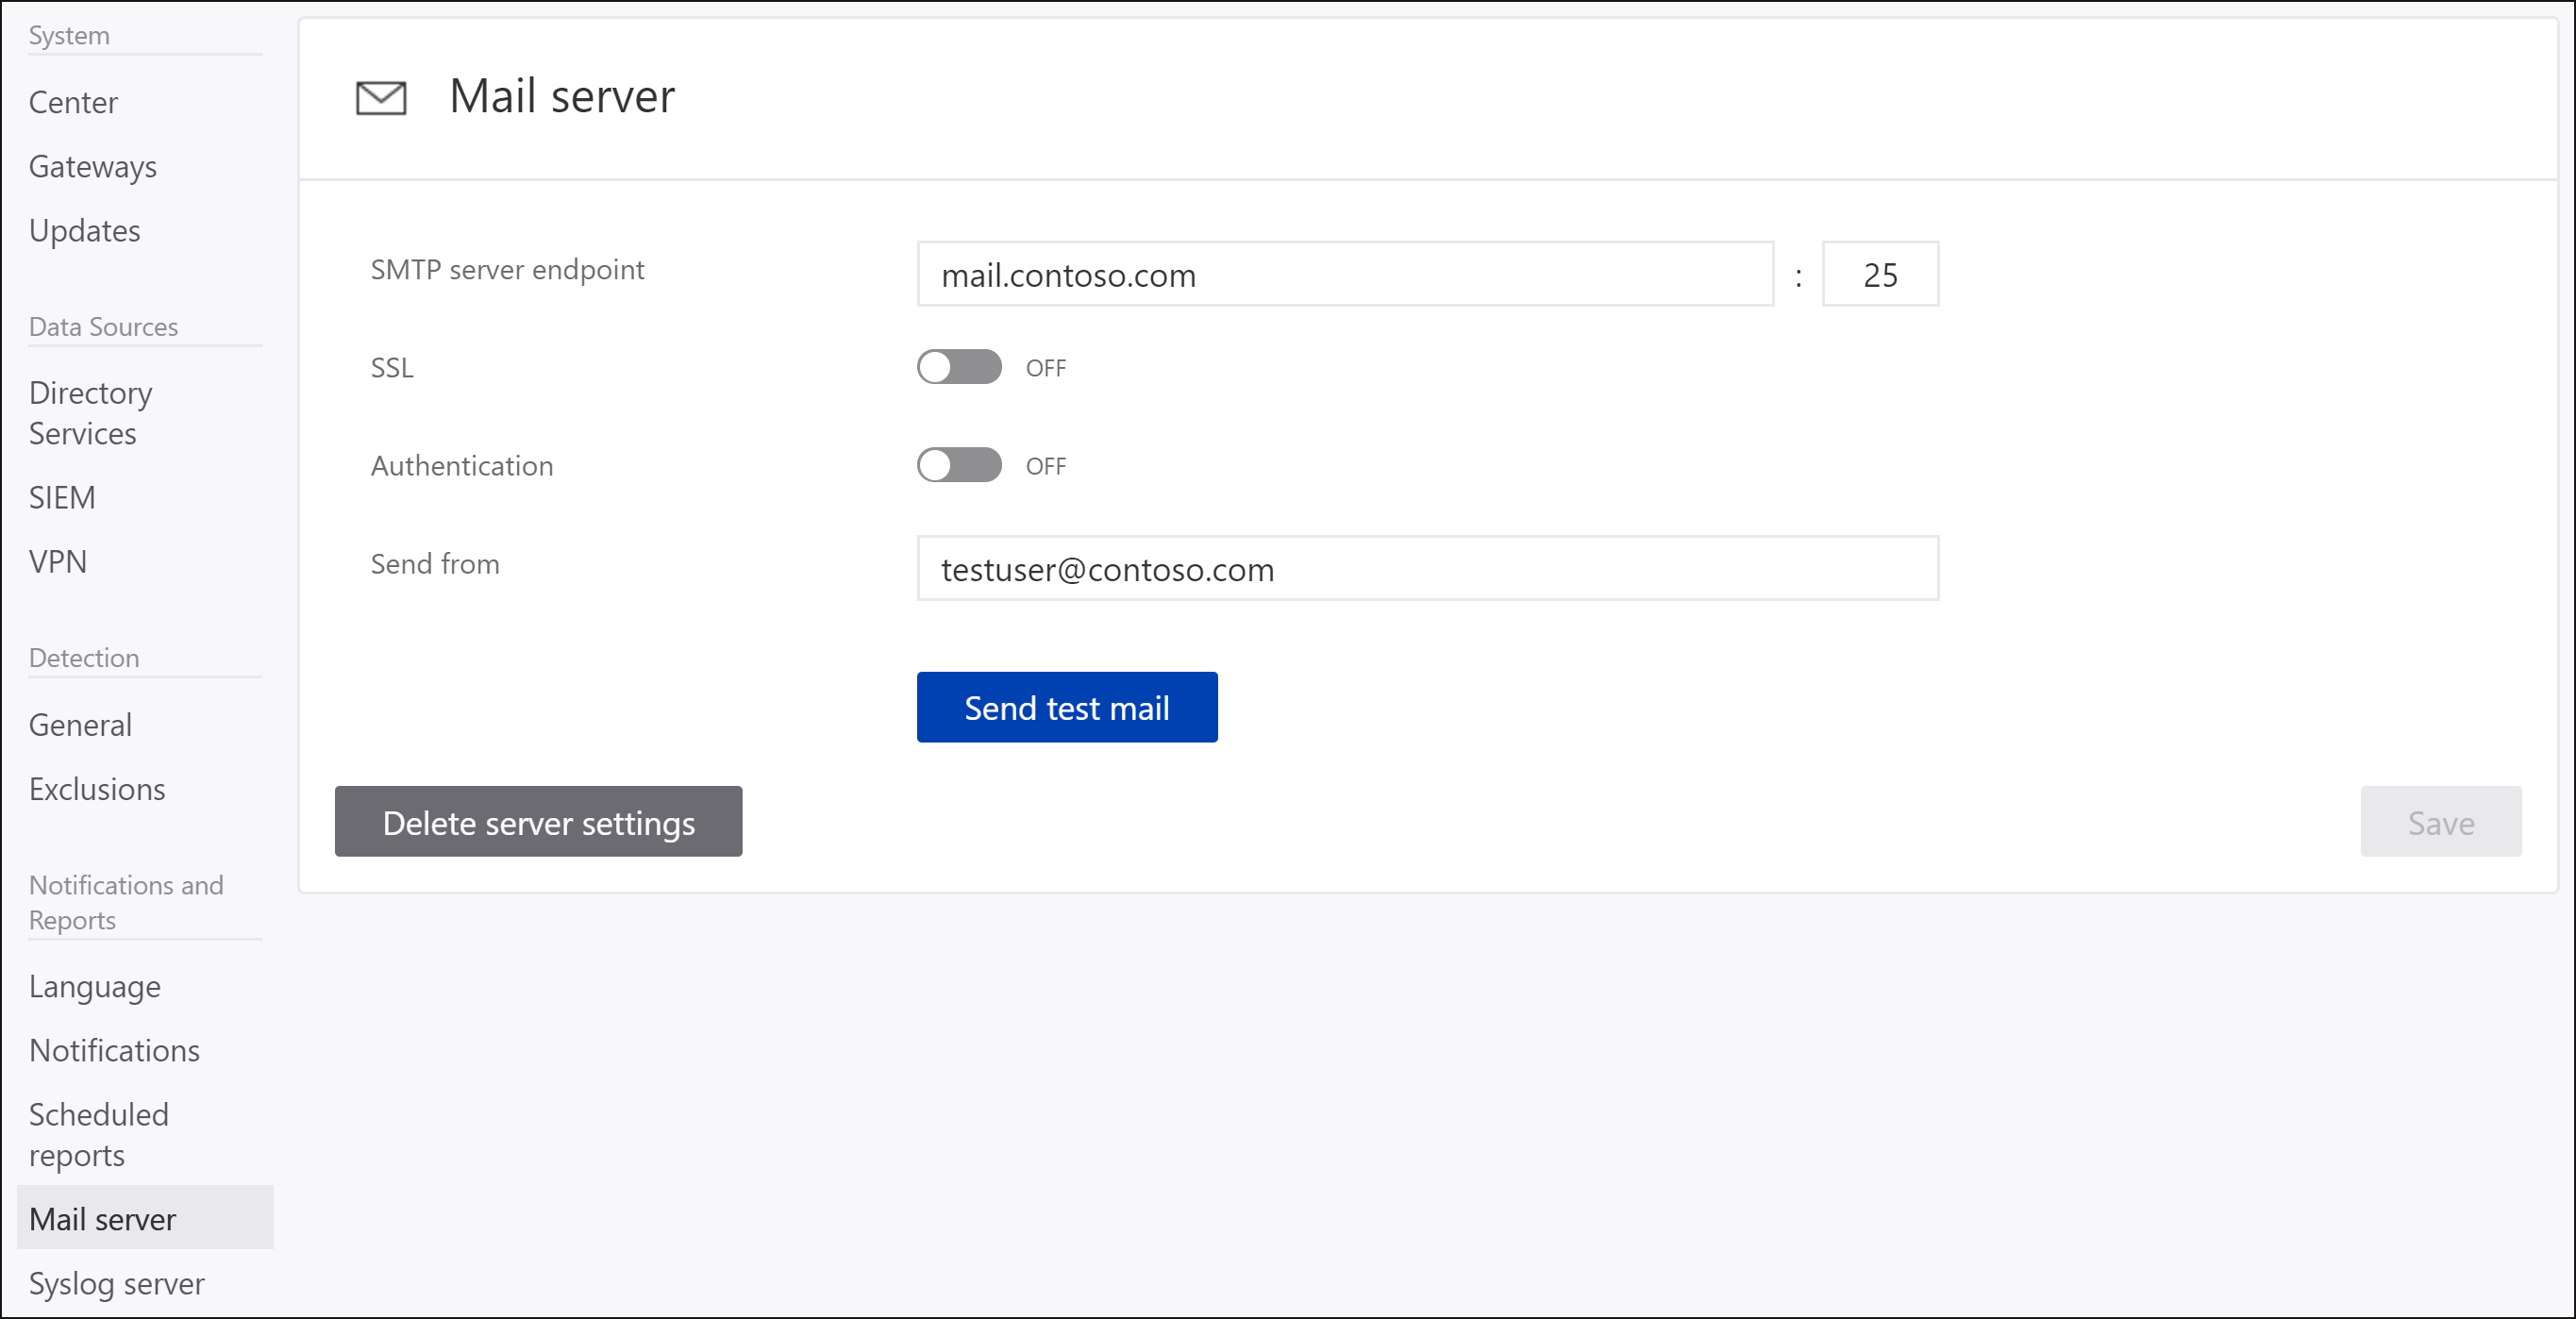 System
Center
Gateways
Updates
Data Sources
Directory
Services
SIEM
VPN
Detection
General
Exclusions
Notifications and
Reports
Language
Notifications
Scheduled
reports
Mail server
Syslog server
Mail server
SMTP server endpoint
mail.contoso.com : 25
SSL
OFF
Authentication
OFF
Send from
testuser@contoso.com
Send test mail
Delete server settings
Save